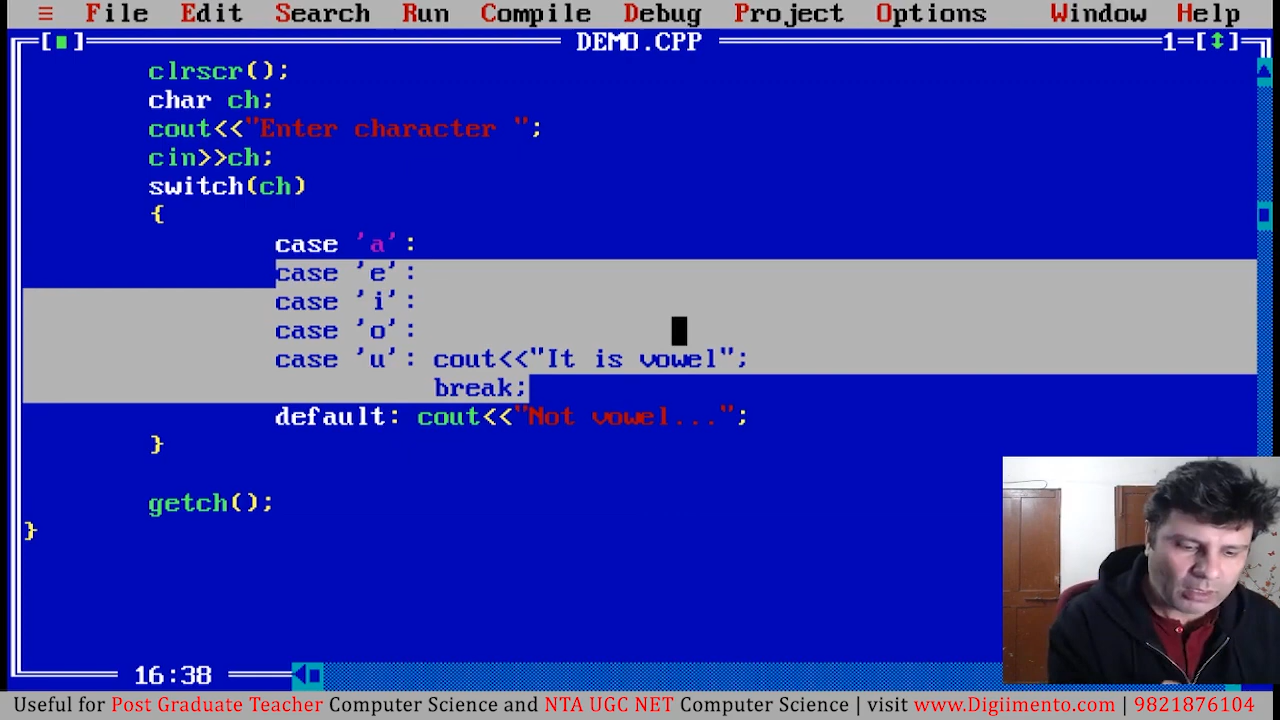 ≡ File Edit Search Run Compile Debug Project Options Window Help
[■] DEMO.CPP 1=[↕]
clrscr();
char ch;
cout<<"Enter character ";
cin>>ch;
switch(ch)
{
case 'a':
case 'e':
case 'i':
case 'o':
case 'u': cout<<"It is vowel";
break;
default: cout<<"Not vowel...";
}
getch();
}
16:38
Useful for Post Graduate Teacher Computer Science and NTA UGC NET Computer Science | visit www.Digiimento.com | 9821876104